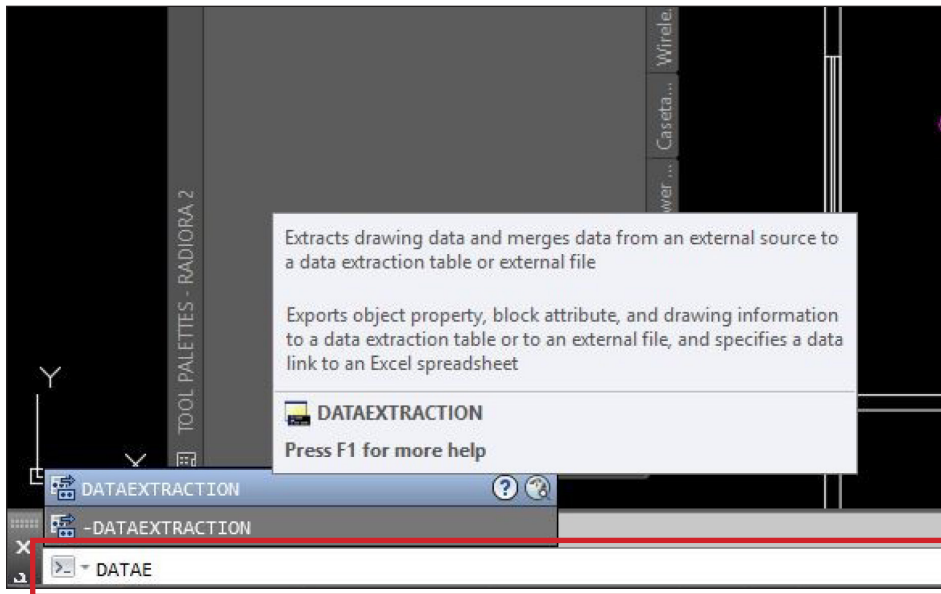 Wirele...
Caseta...
wer ...
TOOL PALETTES - RADIORA 2
Extracts drawing data and merges data from an external source to
a data extraction table or external file
Exports object property, block attribute, and drawing information
to a data extraction table or to an external file, and specifies a data
link to an Excel spreadsheet
DATAEXTRACTION
Press F1 for more help
Y
X
DATAEXTRACTION
-DATAEXTRACTION
DATAE